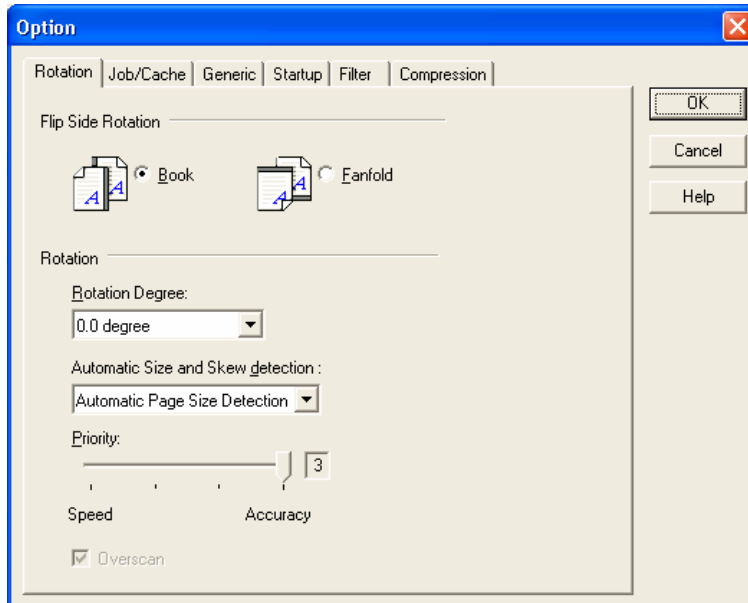 Option
Rotation Job/Cache Generic Startup Filter Compression
OK
Cancel
Help
Flip Side Rotation
A A Book A A Fanfold
Rotation
Rotation Degree:
0.0 degree
Automatic Size and Skew detection :
Automatic Page Size Detection
Priority:
3
Speed Accuracy
Overscan